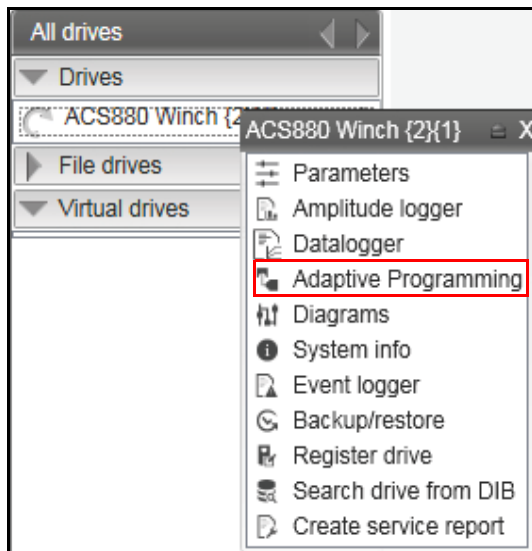 All drives
Drives
ACS880 Winch {2
ACS880 Winch {2}{1}
X
File drives
Virtual drives
Parameters
Amplitude logger
Datalogger
Adaptive Programming
Diagrams
System info
Event logger
Backup/restore
Register drive
Search drive from DIB
Create service report